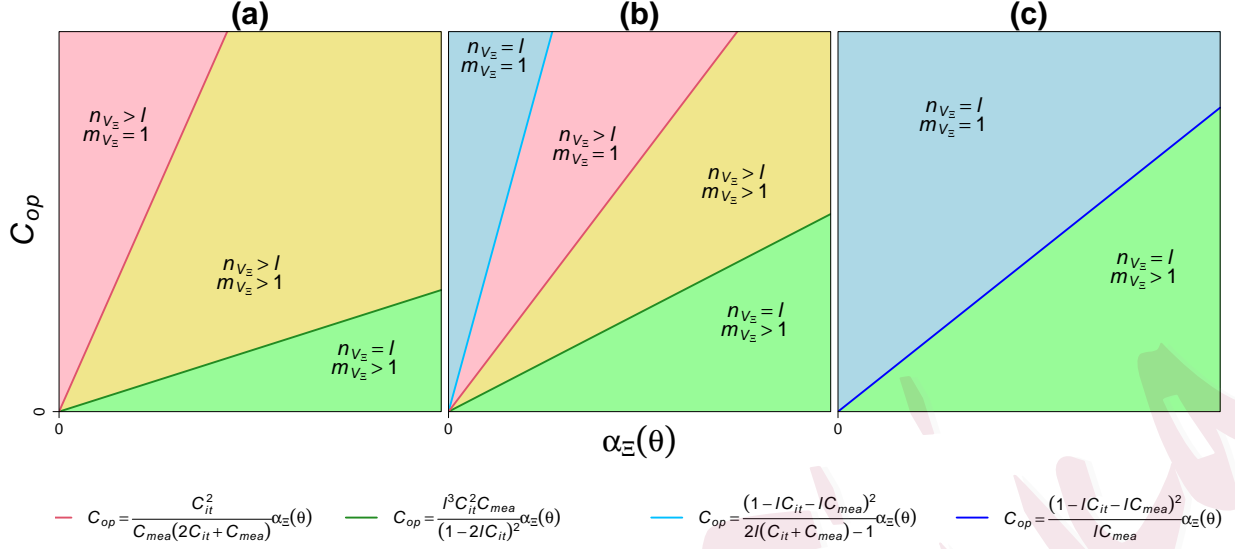 (a) (b) (c)
n_{V_Ξ} > l
m_{V_Ξ} = 1
n_{V_Ξ} > l
m_{V_Ξ} > 1
n_{V_Ξ} = l
m_{V_Ξ} > 1
n_{V_Ξ} = l
m_{V_Ξ} = 1
n_{V_Ξ} > l
m_{V_Ξ} = 1
n_{V_Ξ} > l
m_{V_Ξ} > 1
n_{V_Ξ} = l
m_{V_Ξ} > 1
n_{V_Ξ} = l
m_{V_Ξ} = 1
n_{V_Ξ} = l
m_{V_Ξ} > 1
C_{op}
0
0 0 0
α_Ξ(θ)
C_{op} = \frac{C_{it}^2}{C_{mea}(2C_{it}+C_{mea})} α_Ξ(θ)
C_{op} = \frac{l^3 C_{it}^2 C_{mea}}{(1-2lC_{it})^2} α_Ξ(θ)
C_{op} = \frac{(1-lC_{it}-lC_{mea})^2}{2l(C_{it}+C_{mea})-1} α_Ξ(θ)
C_{op} = \frac{(1-lC_{it}-lC_{mea})^2}{lC_{mea}} α_Ξ(θ)